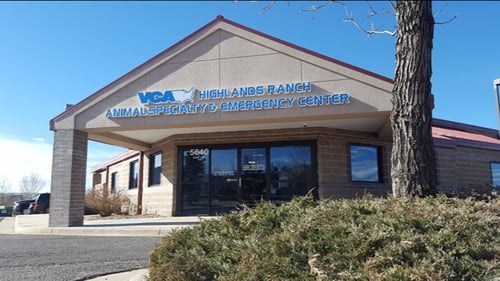 VCA HIGHLANDS RANCH
ANIMAL SPECIALTY & EMERGENCY CENTER
5640